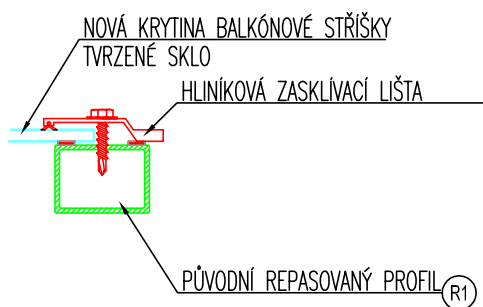 NOVÁ KRYTINA BALKÓNOVÉ STŘÍŠKY
TVRZENÉ SKLO
HLINÍKOVÁ ZASKLÍVACÍ LIŠTA
PŮVODNÍ REPASOVANÝ PROFIL
R1